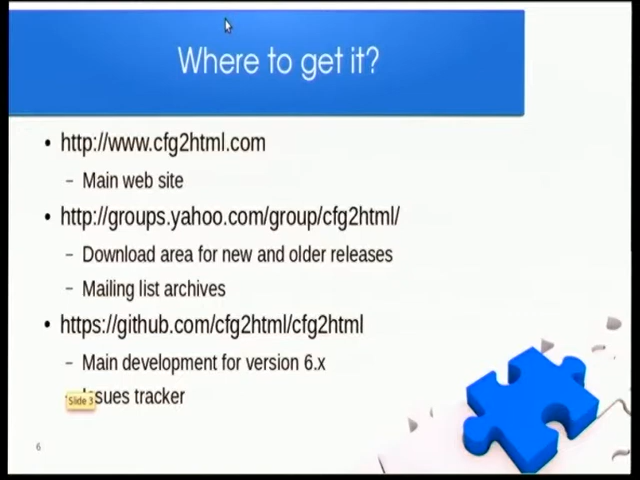 Where to get it?
• http://www.cfg2html.com
– Main web site
• http://groups.yahoo.com/group/cfg2html/
– Download area for new and older releases
– Mailing list archives
• https://github.com/cfg2html/cfg2html
– Main development for version 6.x
Slide 3
ssues tracker
6